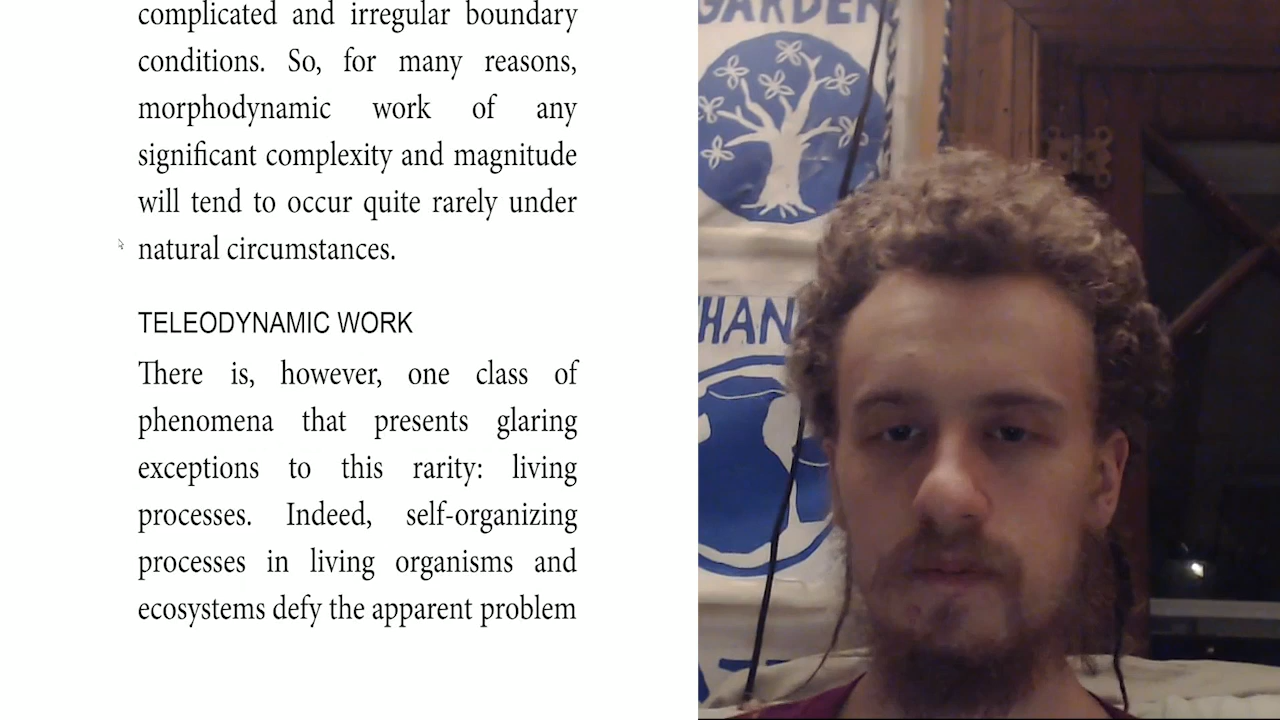 complicated and irregular boundary
conditions. So, for many reasons,
morphodynamic work of any
significant complexity and magnitude
will tend to occur quite rarely under
natural circumstances.
TELEODYNAMIC WORK
There is, however, one class of
phenomena that presents glaring
exceptions to this rarity: living
processes. Indeed, self-organizing
processes in living organisms and
ecosystems defy the apparent problem
GARDEN